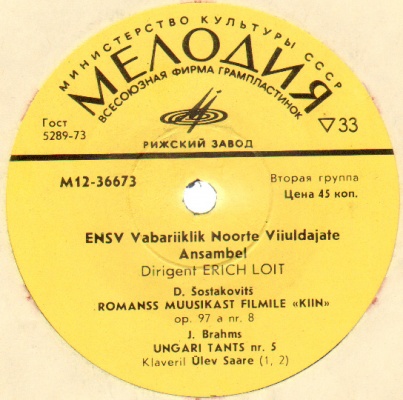 МИНИСТЕРСТВО КУЛЬТУРЫ СССР
МЕЛОДИЯ
ВСЕСОЮЗНАЯ ФИРМА ГРАМПЛАСТИНОК
Гост
5289-73
▽33
РИЖСКИЙ ЗАВОД
М12-36673
Вторая группа
Цена 45 коп.
ENSV Vabariiklik Noorte Viiuldajate
Ansambel
Dirigent ERICH LOIT
D. Šostakovitš
ROMANSS MUUSIKAST FILMILE «KIIN»
op. 97 a nr. 8
J. Brahms
UNGARI TANTS nr. 5
Klaveril Ülev Saare (1, 2)